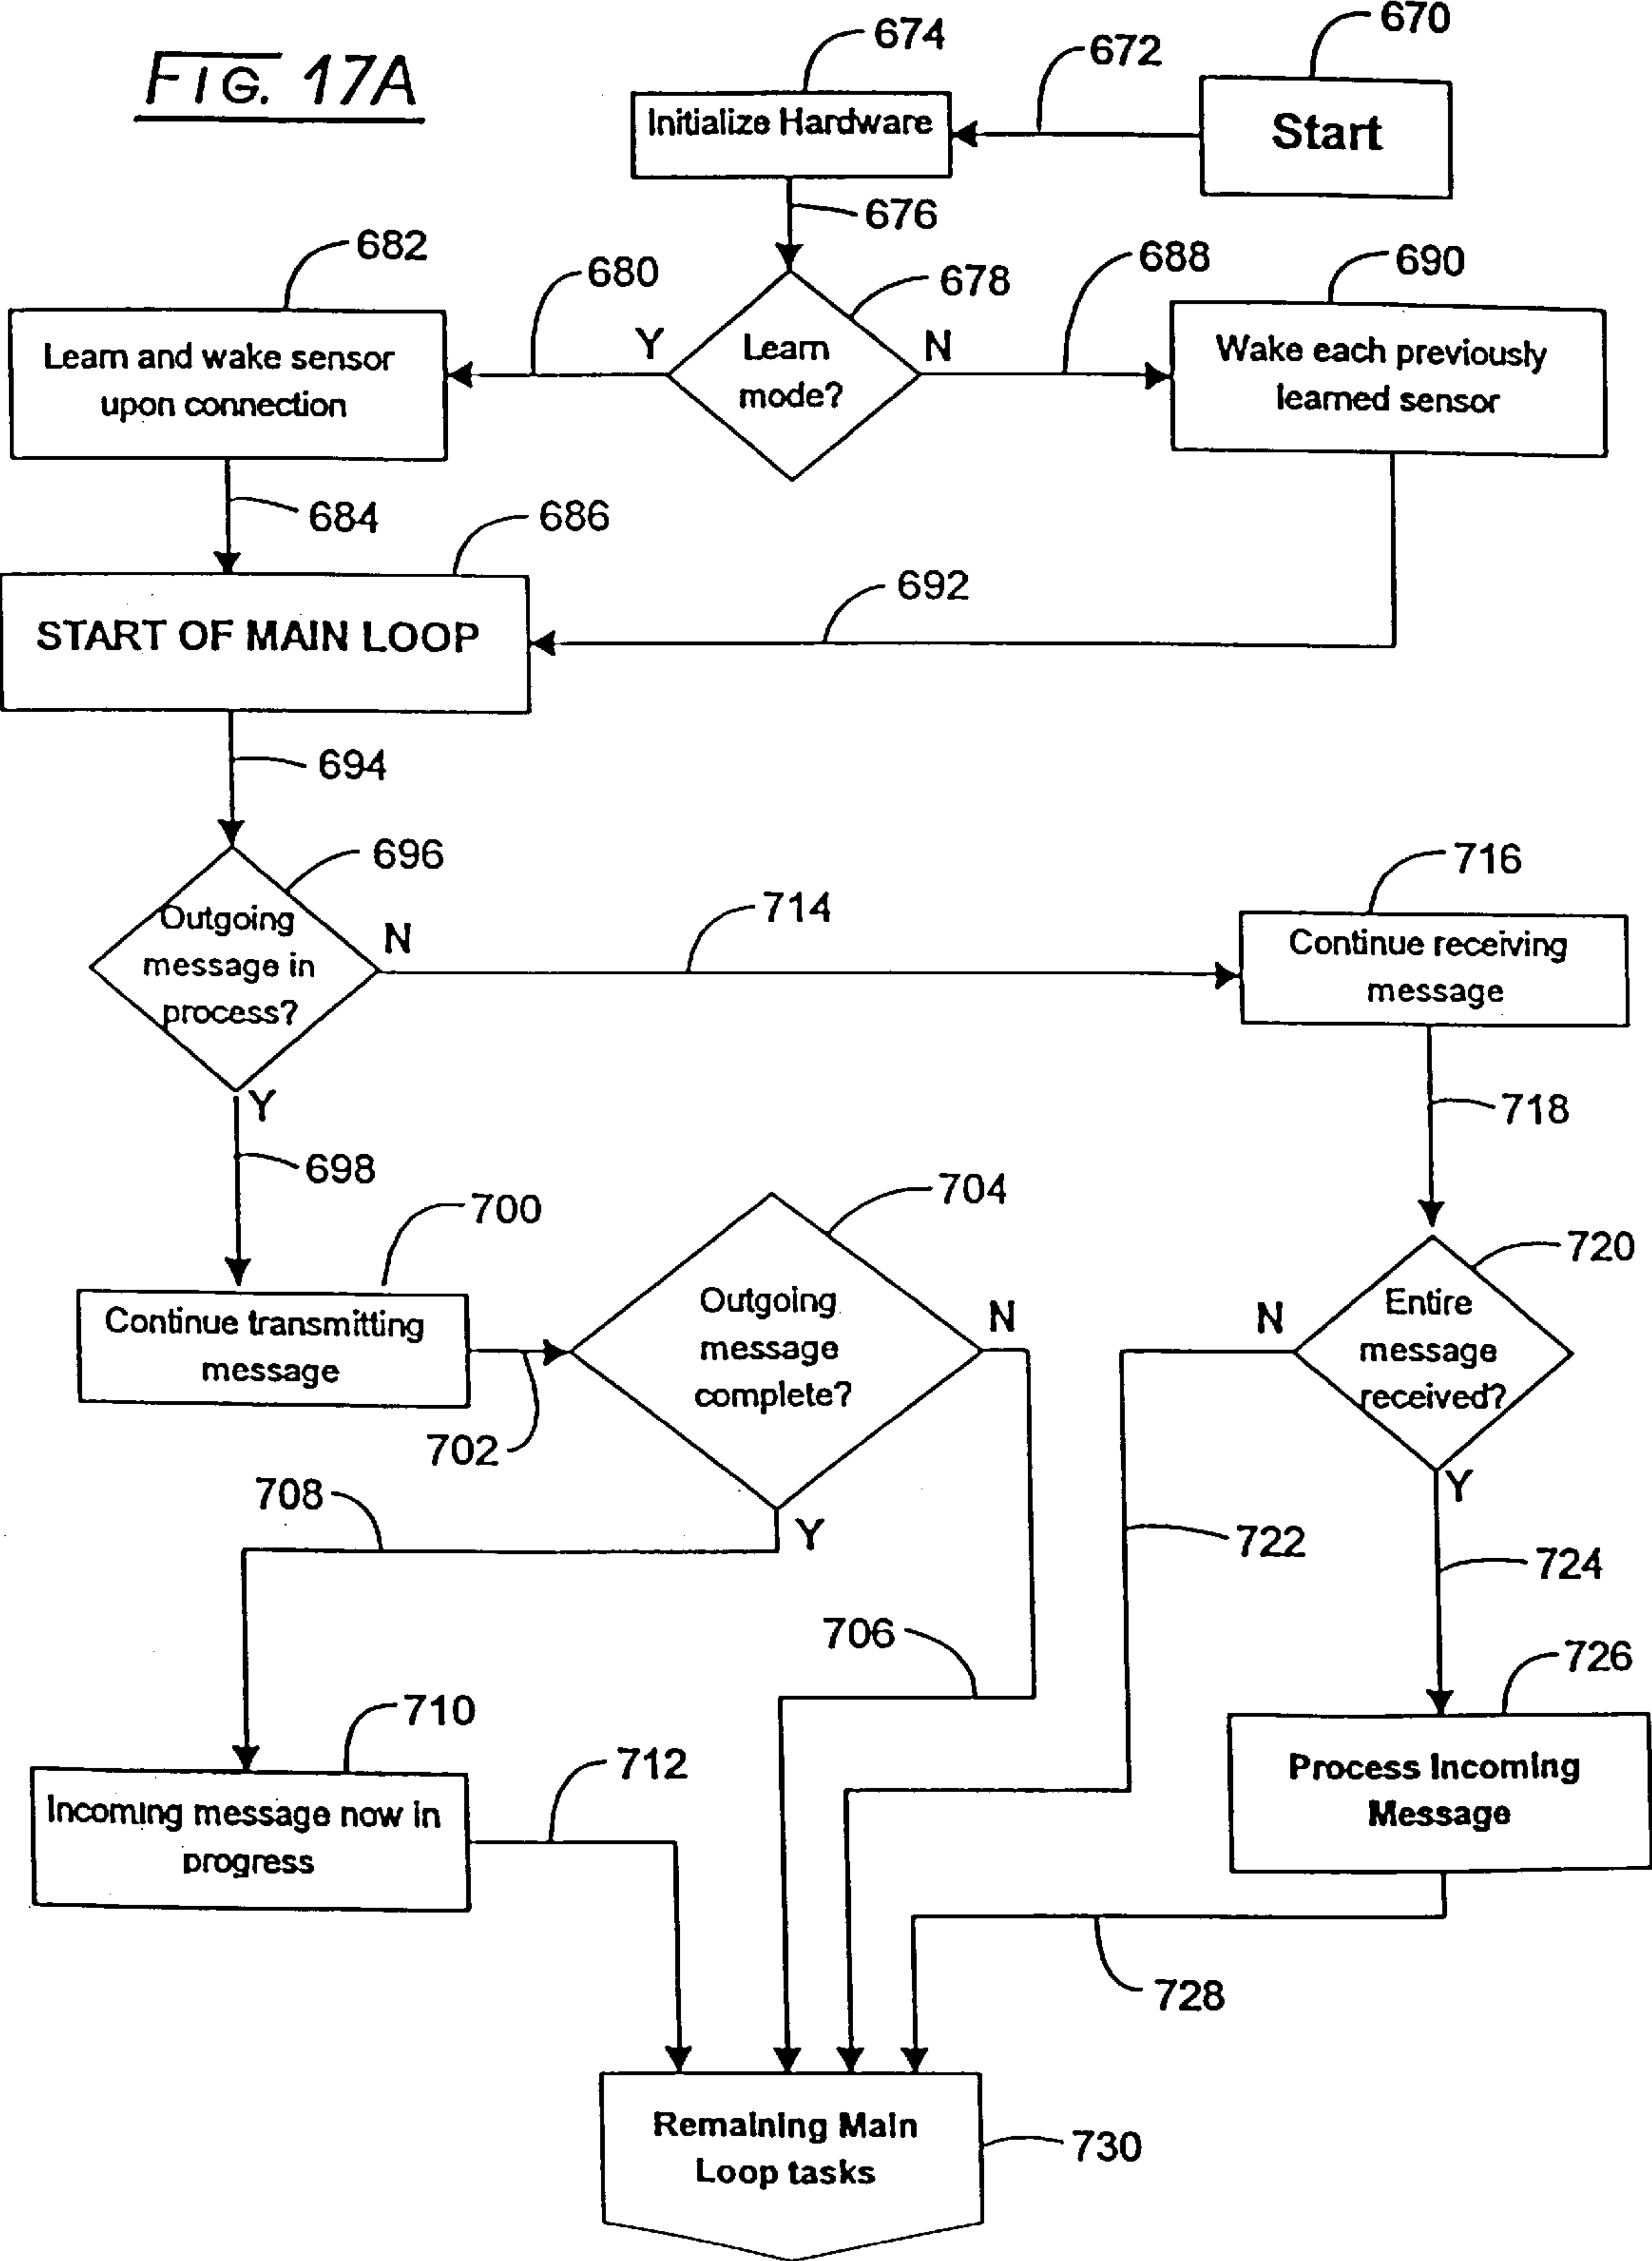 FIG. 17A
674
672
670
Initialize Hardware
Start
676
682
680
678
688
690
Learn and wake sensor
upon connection
Y
Learn
mode?
N
Wake each previously
learned sensor
684
686
692
START OF MAIN LOOP
694
696
Outgoing
message in
process?
N
714
716
Continue receiving
message
Y
698
718
700
704
720
Continue transmitting
message
702
Outgoing
message
complete?
N
N
Entire
message
received?
708
Y
Y
722
724
706
726
710
712
Incoming message now in
progress
Process Incoming
Message
728
Remaining Main
Loop tasks
730